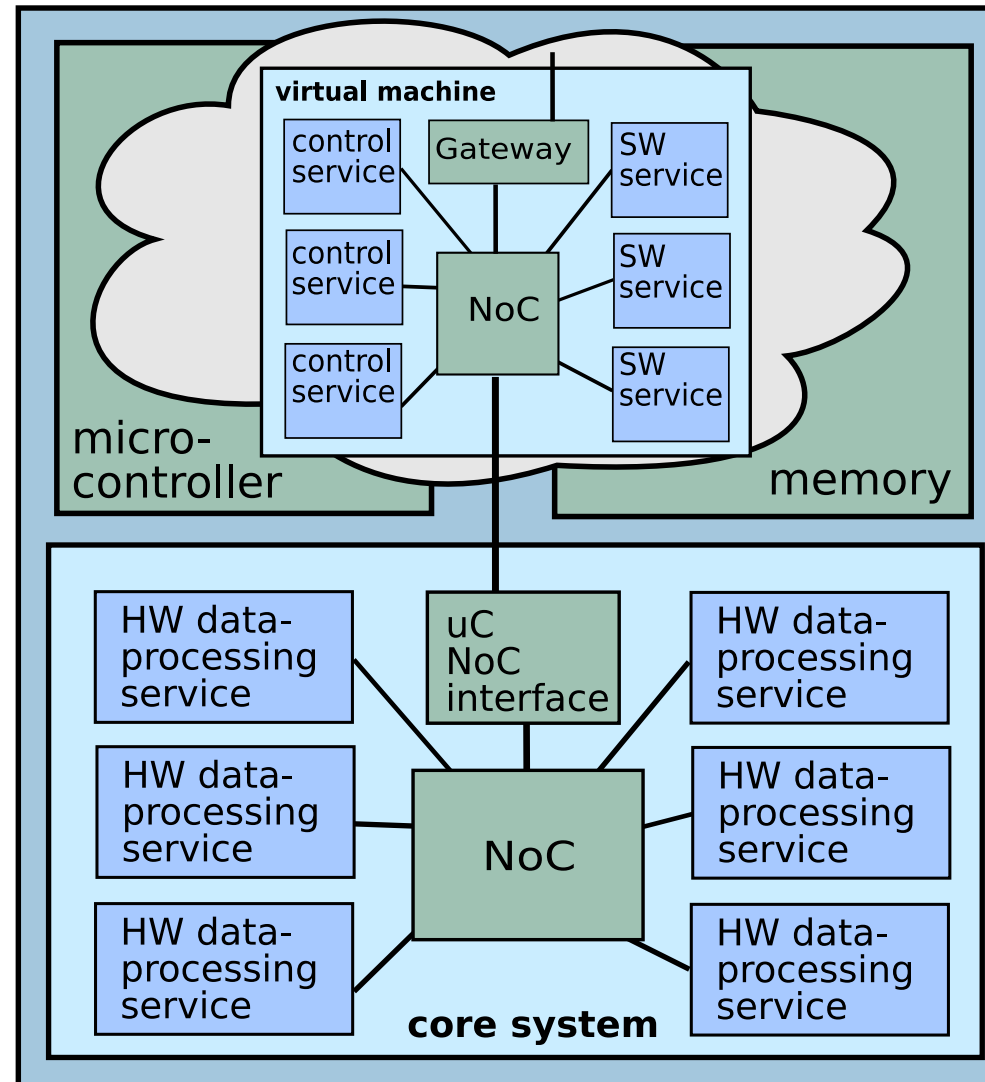 virtual machine
control
service
Gateway
SW
service
control
service
SW
service
NoC
control
service
SW
service
micro-
controller
memory
HW data-
processing
service
uC
NoC
interface
HW data-
processing
service
HW data-
processing
service
NoC
HW data-
processing
service
HW data-
processing
service
HW data-
processing
service
core system